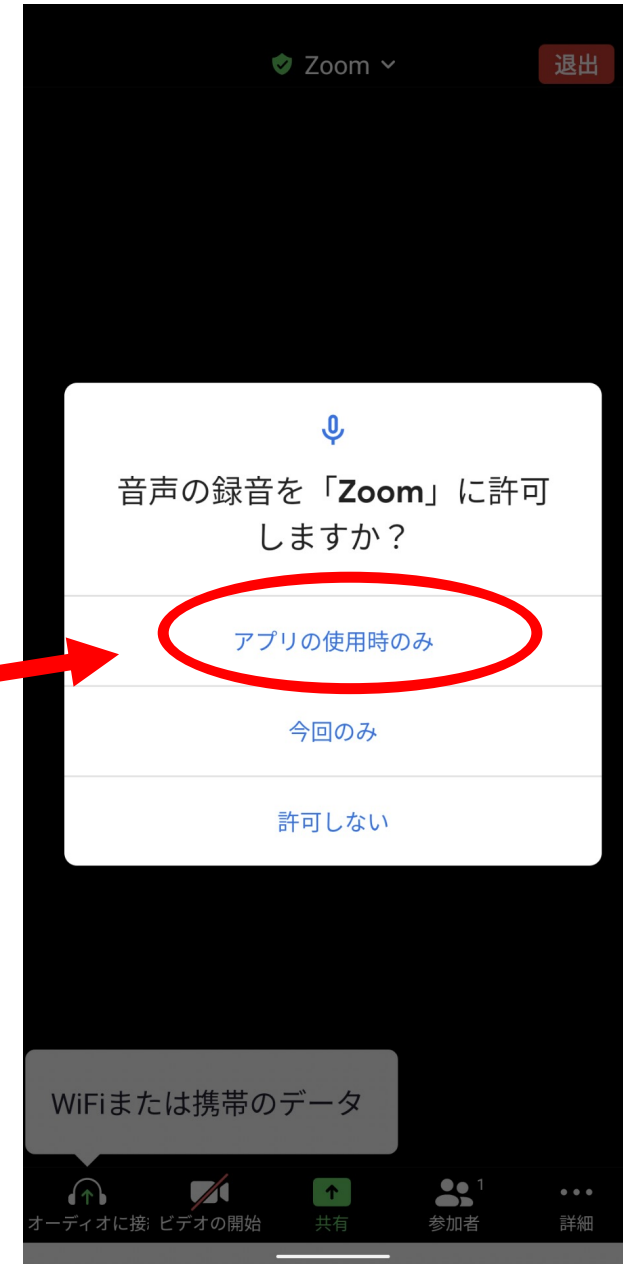 Zoom
退出
音声の録音を「Zoom」に許可
しますか？
アプリの使用時のみ
今回のみ
許可しない
WiFiまたは携帯のデータ
オーディオに接
ビデオの開始
共有
1
参加者
詳細